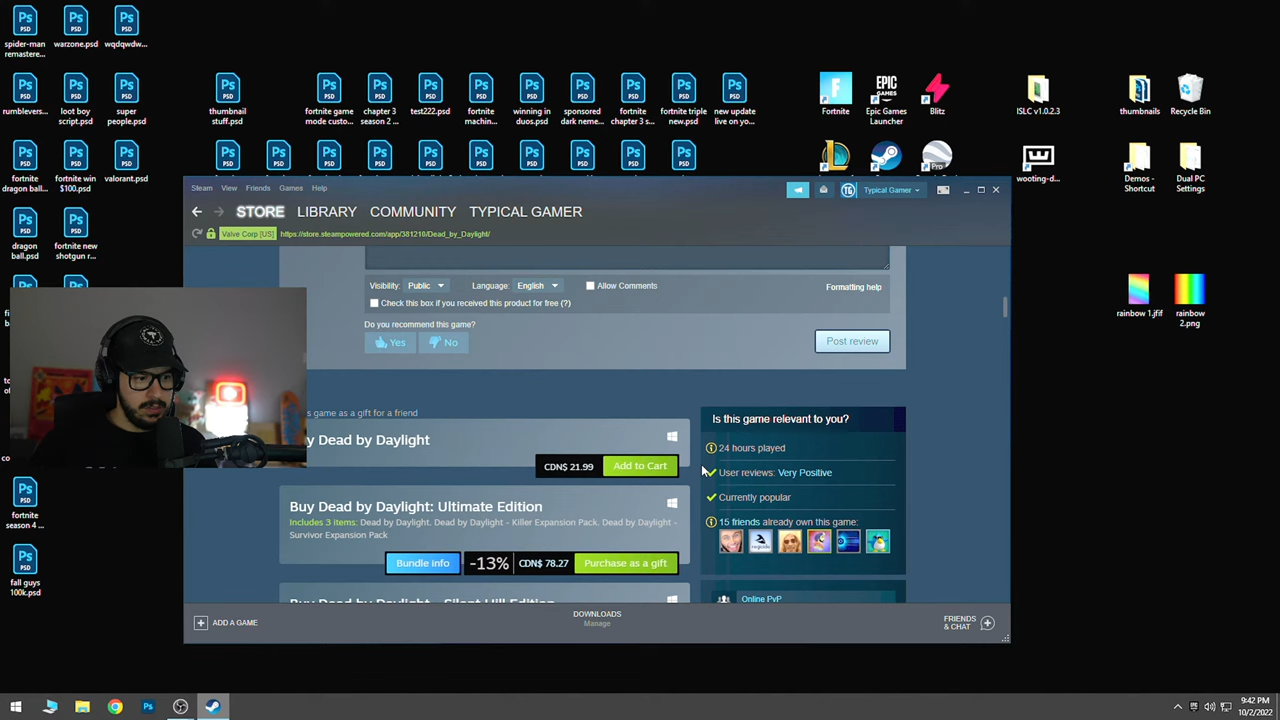 spider-man
remastere...
warzone.psd
wqdqwdw...
rumblevers...
loot boy
script.psd
super
people.psd
thumbnail
stuff.psd
fortnite game
mode custo...
chapter 3
season 2 ...
test222.psd
fortnite
machin...
winning in
duos.psd
sponsored
dark neme...
fortnite
chapter 3 s...
fortnite triple
new.psd
new update
live on yo...
Fortnite
Epic Games
Launcher
Blitz
ISLC v1.0.2.3
thumbnails
Recycle Bin
fortnite
dragon ball...
fortnite win
$100.psd
valorant.psd
wooting-d...
Demos -
Shortcut
Dual PC
Settings
dragon
ball.psd
fortnite new
shotgun r...
rainbow 1.jfif
rainbow
2.png
fortnite
season 4 ...
fall guys
100k.psd
Steam View Friends Games Help
Typical Gamer
STORE LIBRARY COMMUNITY TYPICAL GAMER
Valve Corp [US] https://store.steampowered.com/app/381210/Dead_by_Daylight/
Visibility: Public Language: English Allow Comments Formatting help
Check this box if you received this product for free (?)
Do you recommend this game?
Yes No Post review
game as a gift for a friend
Dead by Daylight
CDN$ 21.99 Add to Cart
Buy Dead by Daylight: Ultimate Edition
Includes 3 items: Dead by Daylight, Dead by Daylight - Killer Expansion Pack, Dead by Daylight -
Survivor Expansion Pack
Bundle info -13% CDN$ 78.27 Purchase as a gift
Buy Dead by Daylight - Silent Hill Edition
Is this game relevant to you?
24 hours played
User reviews: Very Positive
Currently popular
15 friends already own this game:
Online PvP
ADD A GAME
DOWNLOADS
Manage
FRIENDS
& CHAT
9:42 PM
10/2/2022